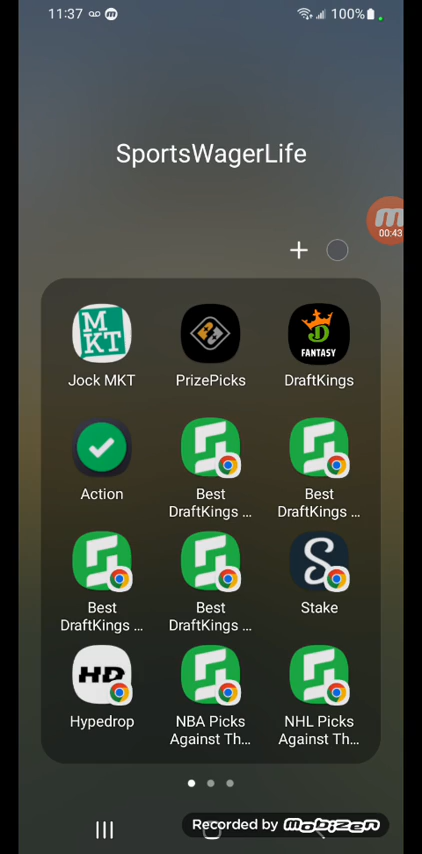 11:37
100%
SportsWagerLife
00:43
MKT
Jock MKT
PrizePicks
FANTASY
DraftKings
Action
Best
DraftKings ...
Best
DraftKings ...
Best
DraftKings ...
Best
DraftKings ...
Stake
HD
Hypedrop
NBA Picks
Against Th...
NHL Picks
Against Th...
Recorded by mobizen